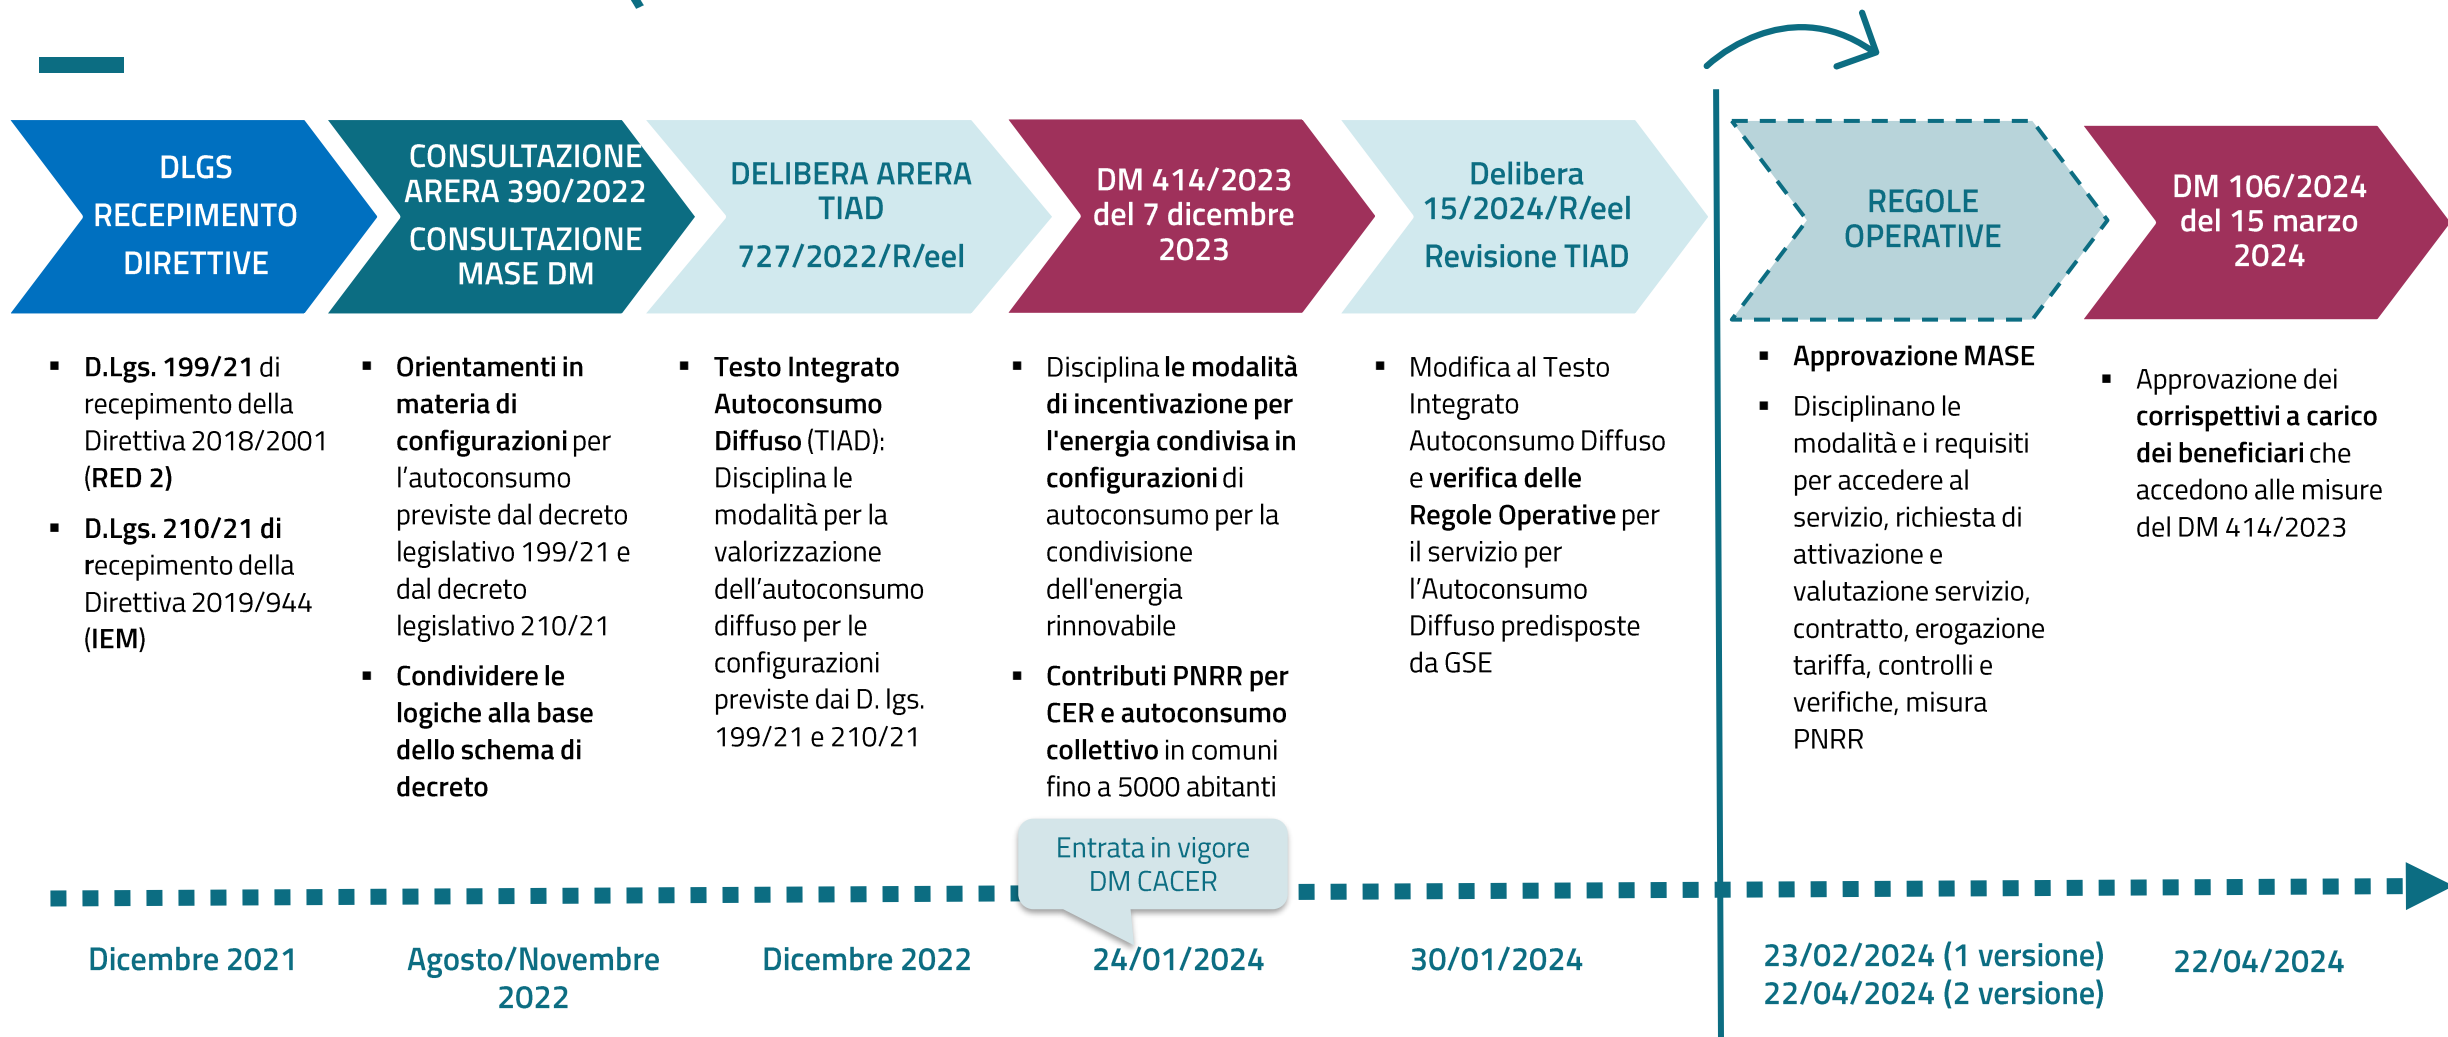 DLGS
RECEPIMENTO
DIRETTIVE
CONSULTAZIONE
ARERA 390/2022
CONSULTAZIONE
MASE DM
DELIBERA ARERA
TIAD
727/2022/R/eel
DM 414/2023
del 7 dicembre
2023
Delibera
15/2024/R/eel
Revisione TIAD
REGOLE
OPERATIVE
DM 106/2024
del 15 marzo
2024
▪ D.Lgs. 199/21 di
recepimento della
Direttiva 2018/2001
(RED 2)
▪ D.Lgs. 210/21 di
recepimento della
Direttiva 2019/944
(IEM)
▪ Orientamenti in
materia di
configurazioni per
l’autoconsumo
previste dal decreto
legislativo 199/21 e
dal decreto
legislativo 210/21
▪ Condividere le
logiche alla base
dello schema di
decreto
▪ Testo Integrato
Autoconsumo
Diffuso (TIAD):
Disciplina le
modalità per la
valorizzazione
dell’autoconsumo
diffuso per le
configurazioni
previste dai D. lgs.
199/21 e 210/21
▪ Disciplina le modalità
di incentivazione per
l'energia condivisa in
configurazioni di
autoconsumo per la
condivisione
dell'energia
rinnovabile
▪ Contributi PNRR per
CER e autoconsumo
collettivo in comuni
fino a 5000 abitanti
▪ Modifica al Testo
Integrato
Autoconsumo Diffuso
e verifica delle
Regole Operative per
il servizio per
l’Autoconsumo
Diffuso predisposte
da GSE
▪ Approvazione MASE
▪ Disciplinano le
modalità e i requisiti
per accedere al
servizio, richiesta di
attivazione e
valutazione servizio,
contratto, erogazione
tariffa, controlli e
verifiche, misura
PNRR
▪ Approvazione dei
corrispettivi a carico
dei beneficiari che
accedono alle misure
del DM 414/2023
Entrata in vigore
DM CACER
Dicembre 2021
Agosto/Novembre
2022
Dicembre 2022
24/01/2024
30/01/2024
23/02/2024 (1 versione)
22/04/2024 (2 versione)
22/04/2024